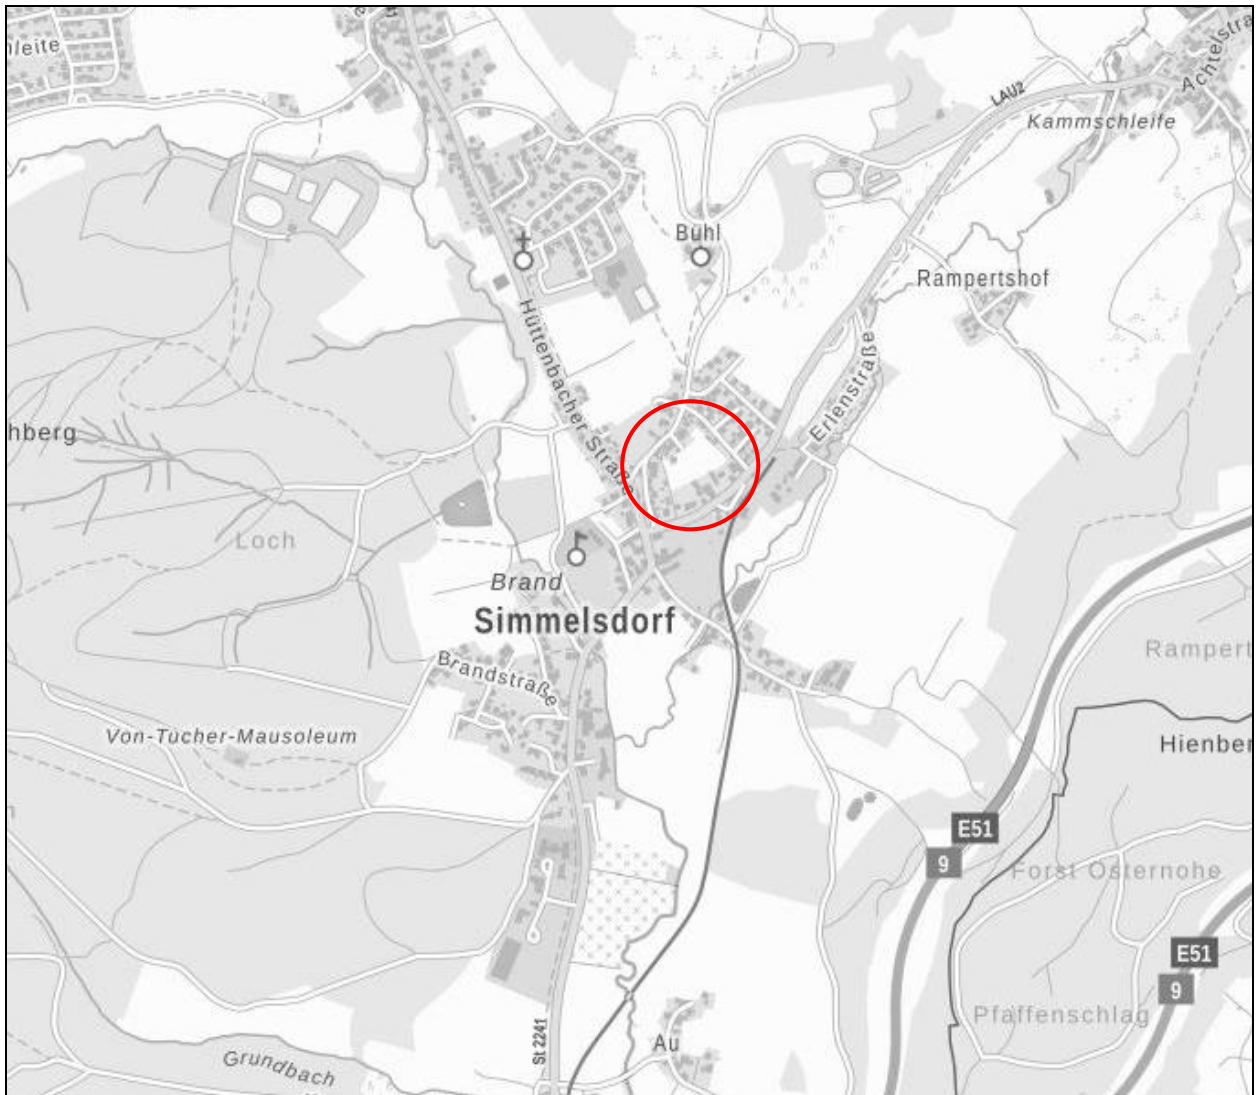 LAU2
Achtelstra
Kammschleife
Bühl
Rampertshof
Hüttenbacher Straße
Erlenstraße
hberg
Loch
Brand
Simmelsdorf
Brandstraße
Rampert
Von-Tucher-Mausoleum
Hienber
E51
9
Forst Osternohe
E51
9
Pfaffenschlag
St 2241
Au
Grundbach